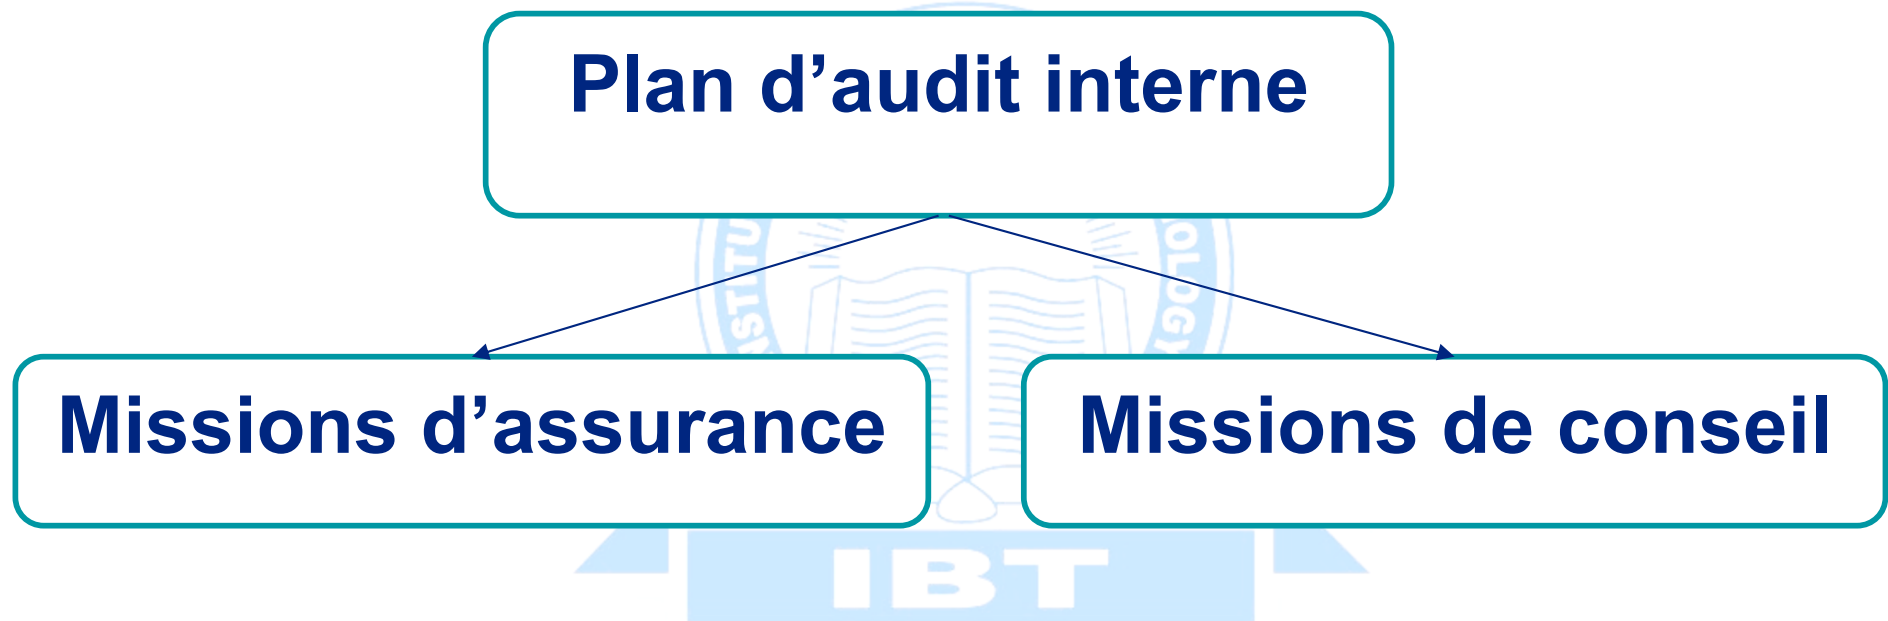 Plan d’audit interne
Missions d’assurance
Missions de conseil
IBT